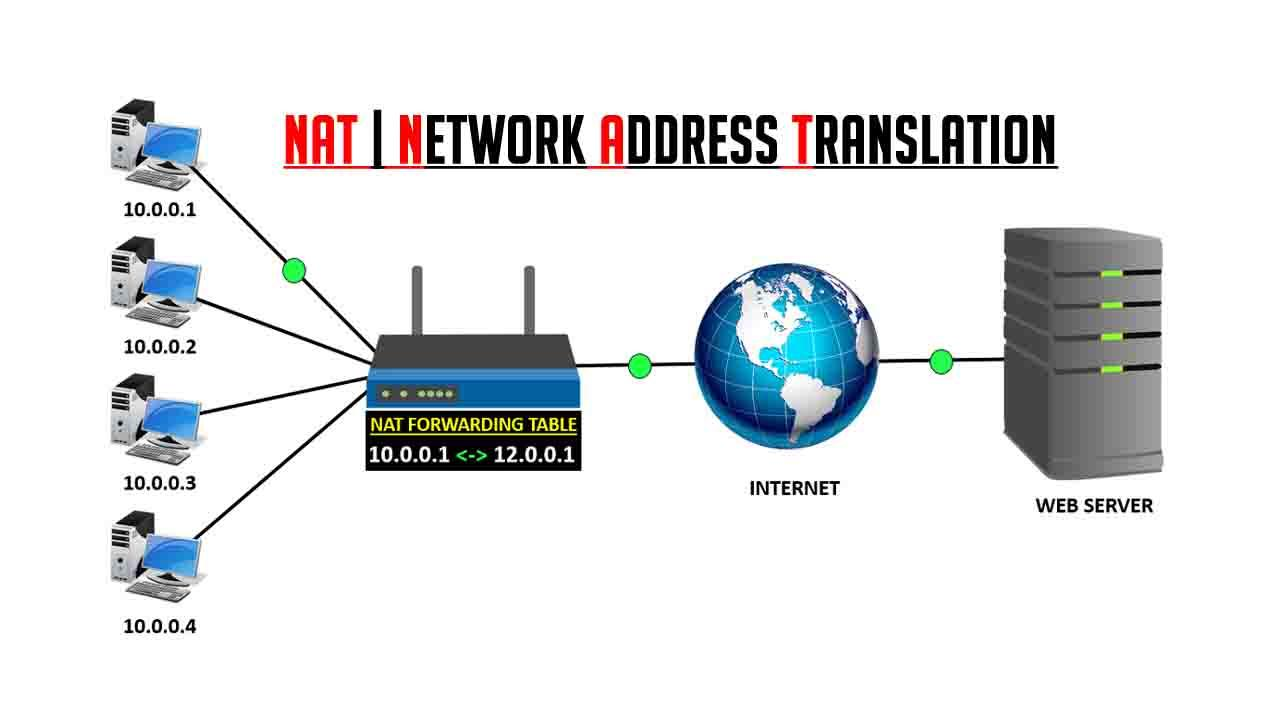 NAT | NETWORK ADDRESS TRANSLATION
10.0.0.1
10.0.0.2
10.0.0.3
10.0.0.4
NAT FORWARDING TABLE
10.0.0.1 <-> 12.0.0.1
INTERNET
WEB SERVER